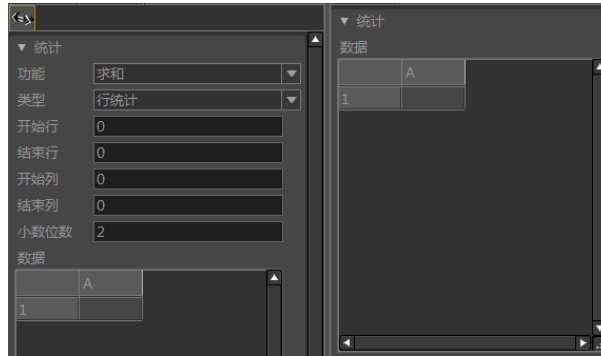 ▼ 统计
功能 求和
类型 行统计
开始行 0
结束行 0
开始列 0
结束列 0
小数位数 2
数据
A
1
▼ 统计
数据
A
1